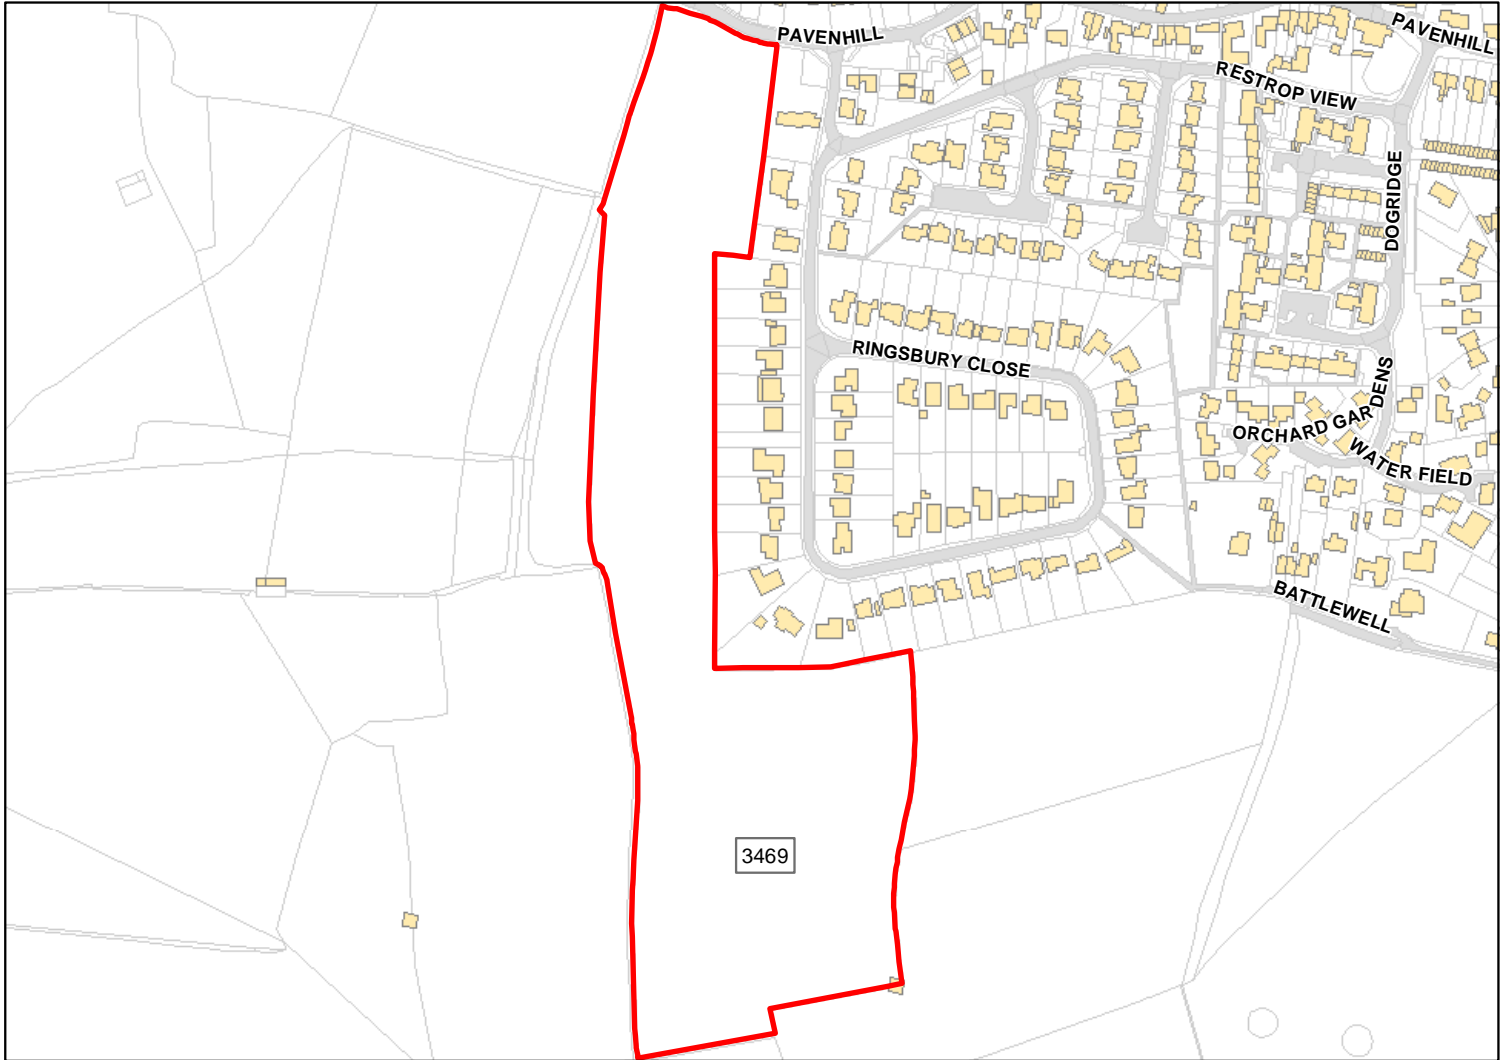 PAVENHILL
PAVENHILL
RESTROP VIEW
DOGRIDGE
RINGSBURY CLOSE
ORCHARD GARDENS
WATER FIELD
BATTLEWELL
3469